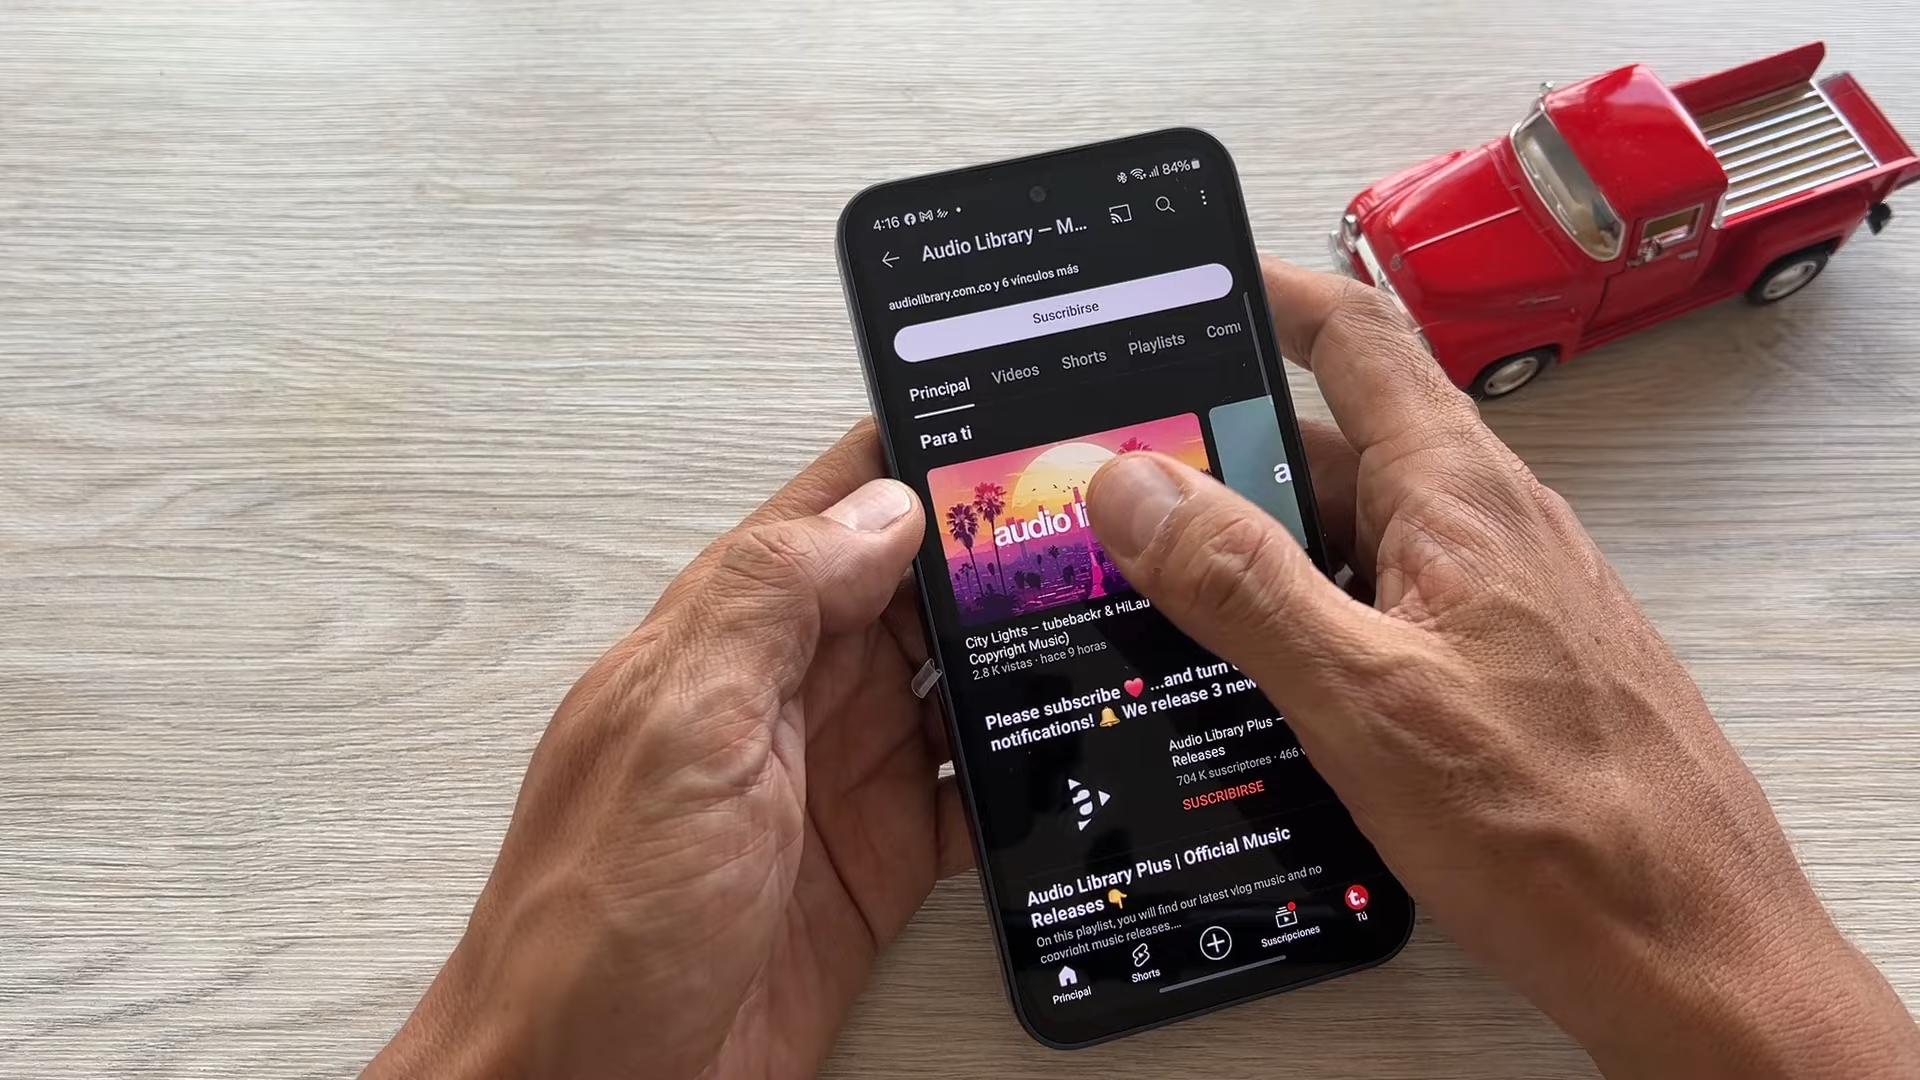 4:16
84%
Audio Library – M...
audiolibrary.com.co y 6 vínculos más
Suscribirse
Principal Videos Shorts Playlists
Para ti
audio
a
City Lights – tubebackr &
Copyright Music)
2.8 K vistas · hace 9 horas
Please subscribe ❤️ ...and turn
notifications! 🔔 We release 3 new
Audio Library Plus –
Releases
704 K suscriptores · 466
SUSCRIBIRSE
Audio Library Plus | Official Music
Releases 👇
On this playlist, you will find our latest vlog music and no
copyright music releases....
Principal
Shorts
Suscripciones
t.
Tú